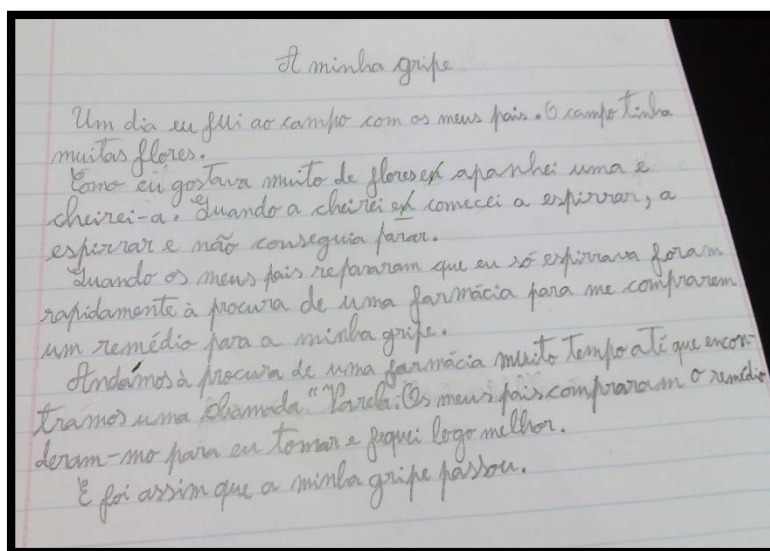 A minha gripe
Um dia eu fui ao campo com os meus pais. O campo tinha
muitas flores.
Como eu gostava muito de flores apanhei uma e
cheirei-a. Quando a cheirei comecei a espirrar, a
espirrar e não conseguia parar.
Quando os meus pais repararam que eu só espirrava foram
rapidamente à procura de uma farmácia para me comprarem
um remédio para a minha gripe.
Andámos à procura de uma farmácia muito tempo até que encon-
tramos uma chamada "Varela. Os meus pais compraram o remédio
deram-mo para eu tomar e fiquei logo melhor.
E foi assim que a minha gripe passou.